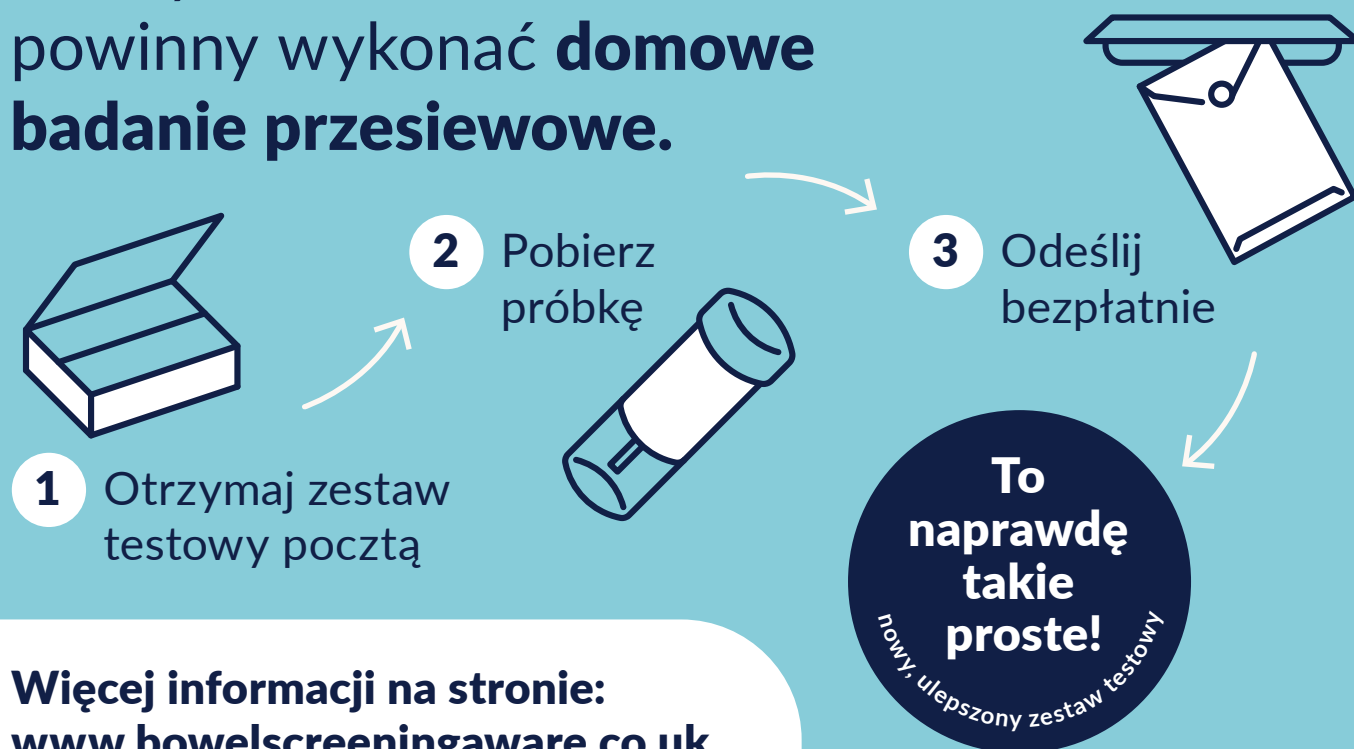 powinny wykonać domowe
badanie przesiewowe.
1 Otrzymaj zestaw
testowy pocztą
2 Pobierz
próbkę
3 Odeślij
bezpłatnie
To
naprawdę
takie
proste!
nowy, ulepszony zestaw testowy
Więcej informacji na stronie:
www.bowelscreeningaware.co.uk